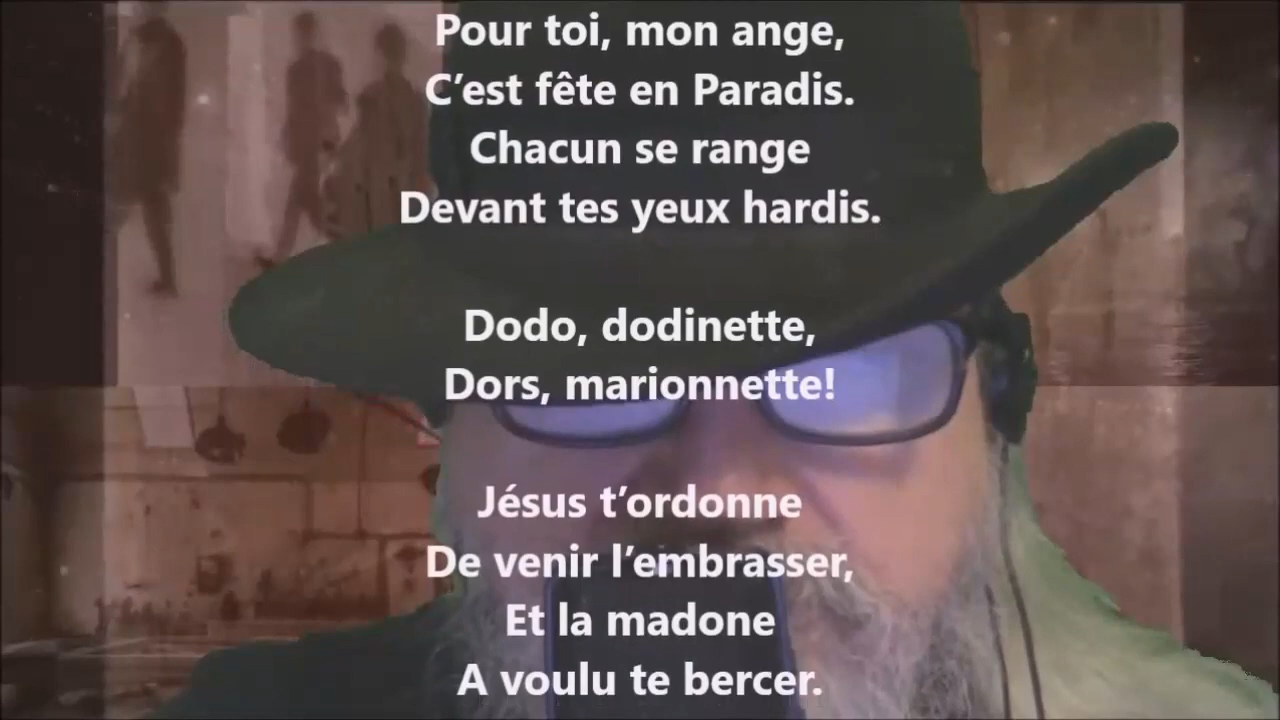 Pour toi, mon ange,
C’est fête en Paradis.
Chacun se range
Devant tes yeux hardis.
Dodo, dodinette,
Dors, marionnette!
Jésus t’ordonne
De venir l’embrasser,
Et la madone
A voulu te bercer.